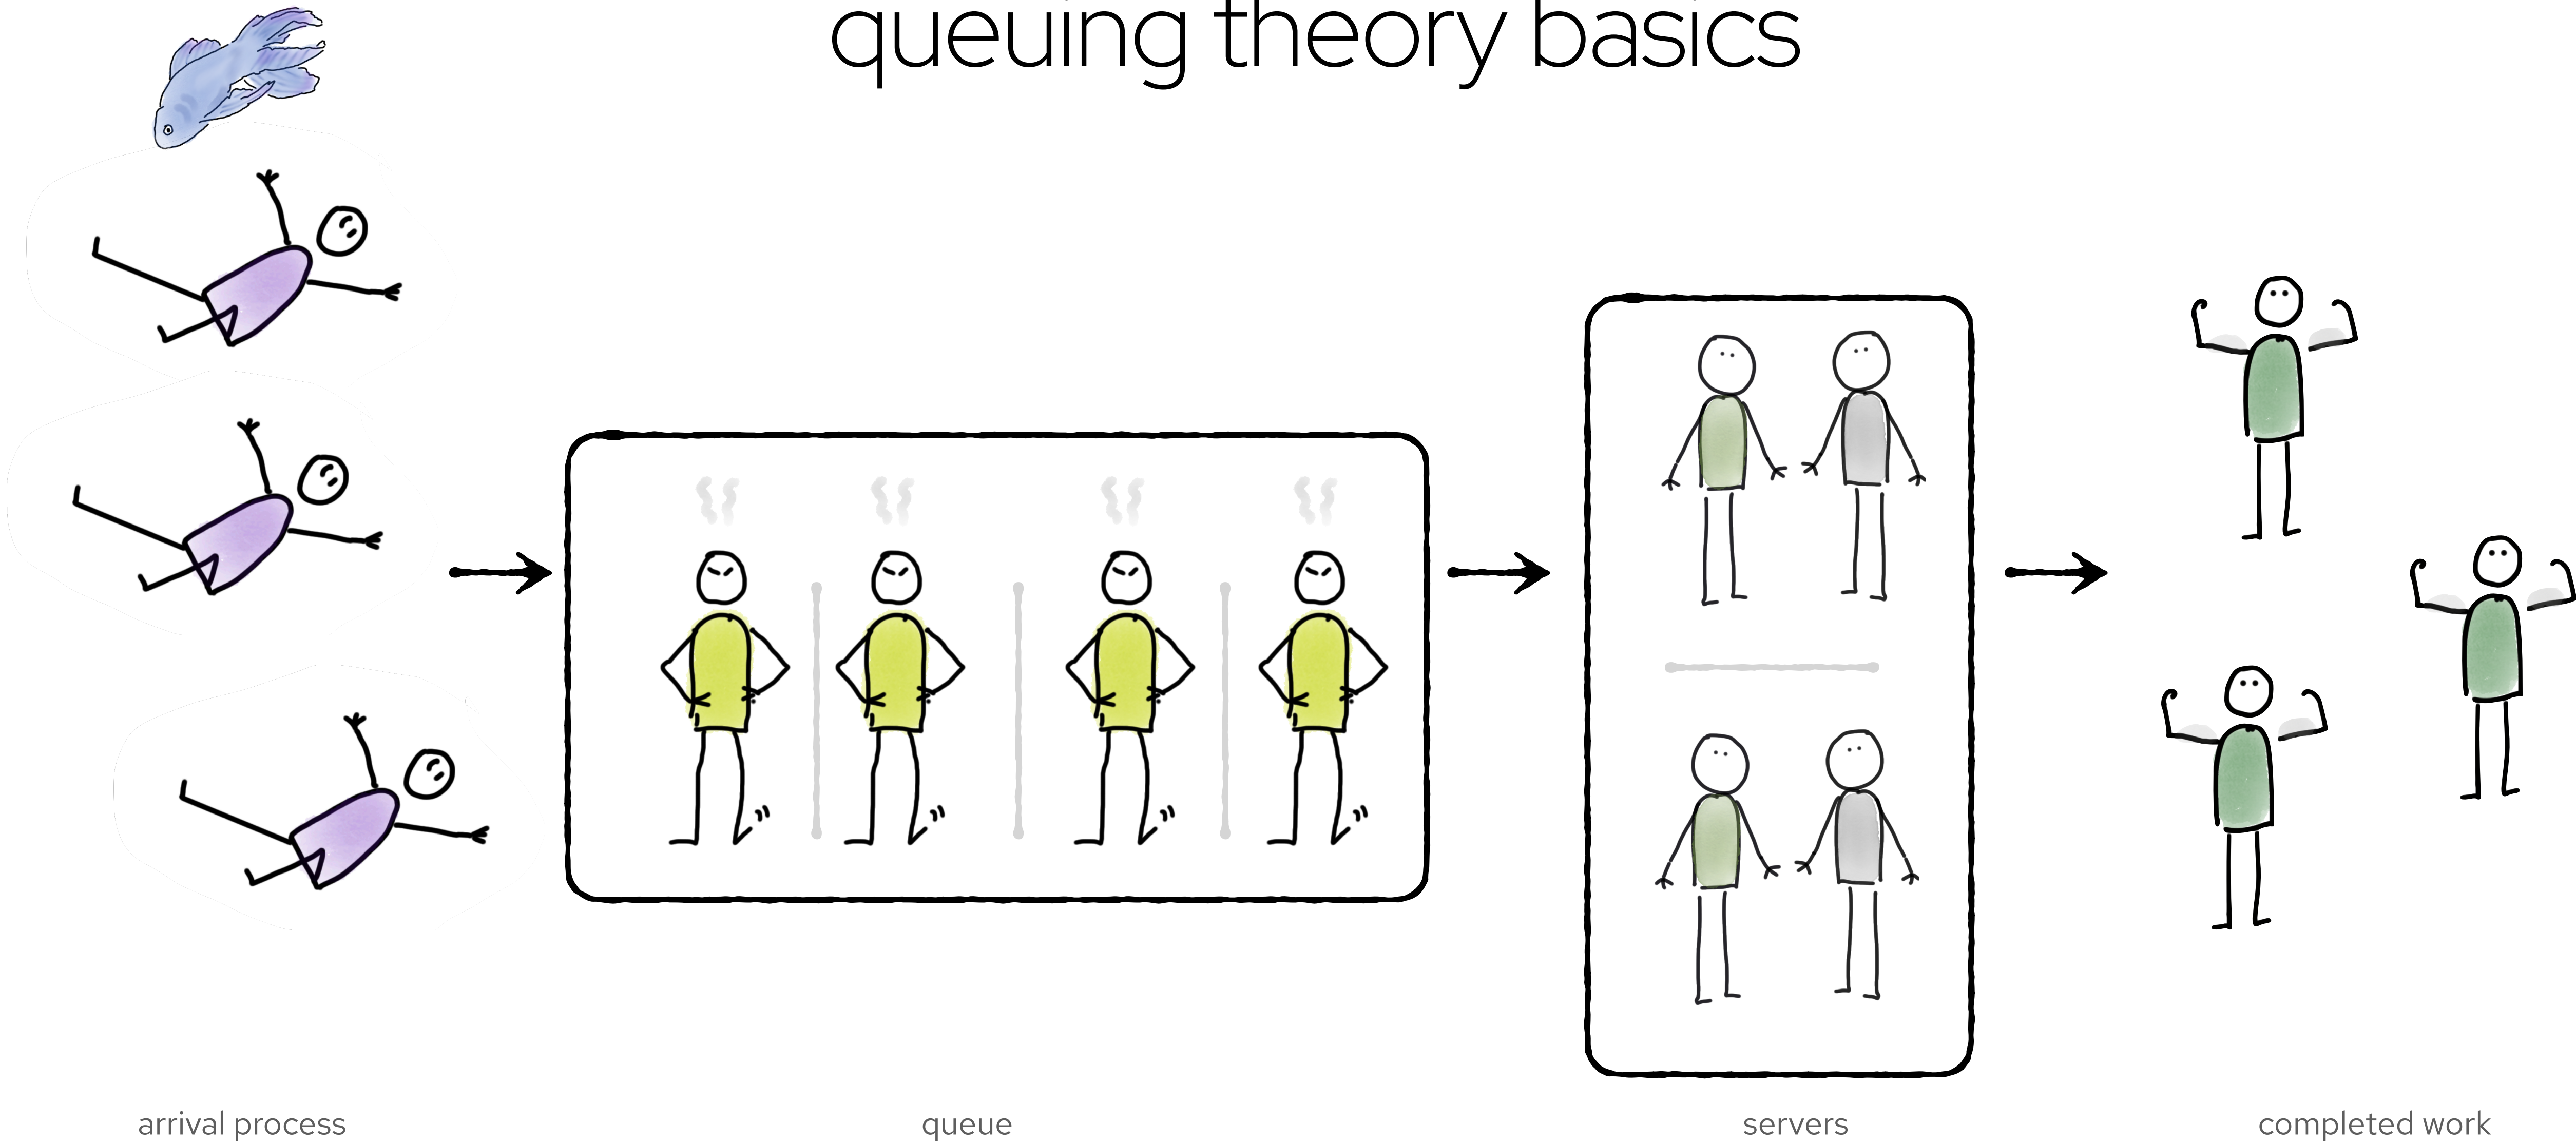 queuing theory basics
arrival process
queue
servers
completed work